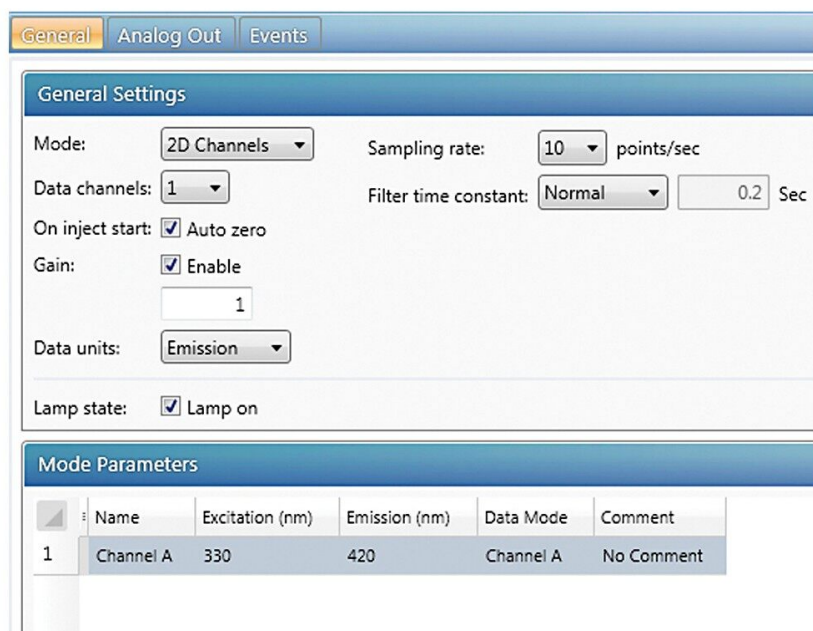 General Analog Out Events
General Settings
Mode: 2D Channels Sampling rate: 10 points/sec
Data channels: 1 Filter time constant: Normal 0.2 Sec
On inject start: Auto zero
Gain: Enable
1
Data units: Emission
Lamp state: Lamp on
Mode Parameters
Name Excitation (nm) Emission (nm) Data Mode Comment
1 Channel A 330 420 Channel A No Comment